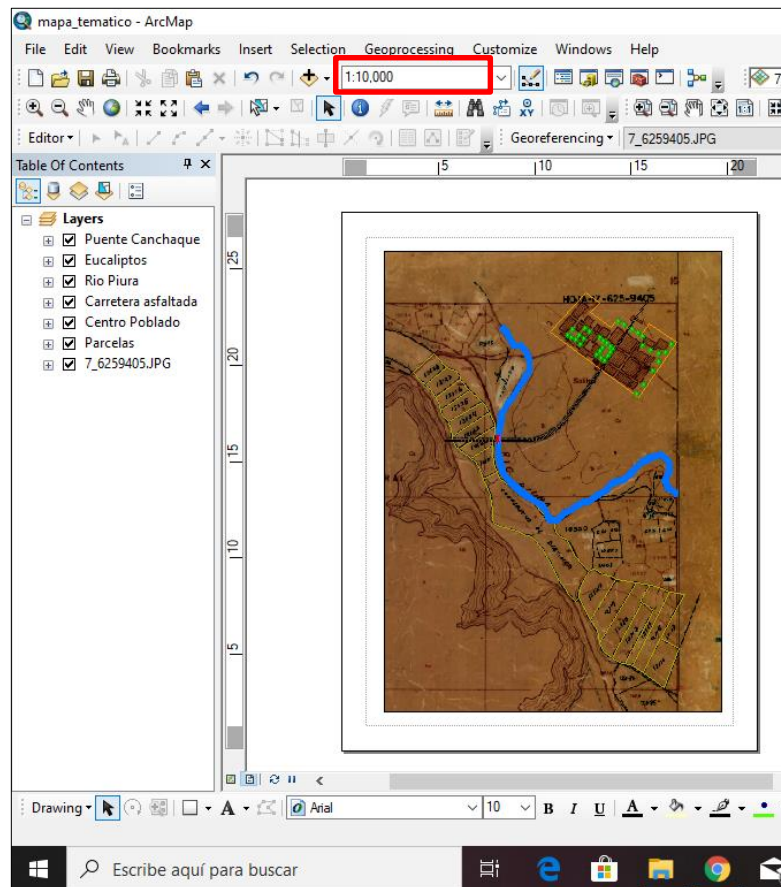 mapa_tematico - ArcMap
File Edit View Bookmarks Insert Selection Geoprocessing Customize Windows Help
1:10,000
7
Editor
Georeferencing
7_6259405.JPG
Table Of Contents
5 10 15 20
Layers
Puente Canchaque
Eucaliptos
Rio Piura
Carretera asfaltada
Centro Poblado
Parcelas
7_6259405.JPG
25
20
15
10
5
RIO
Drawing
A
Arial
10
B I U A
Escribe aquí para buscar